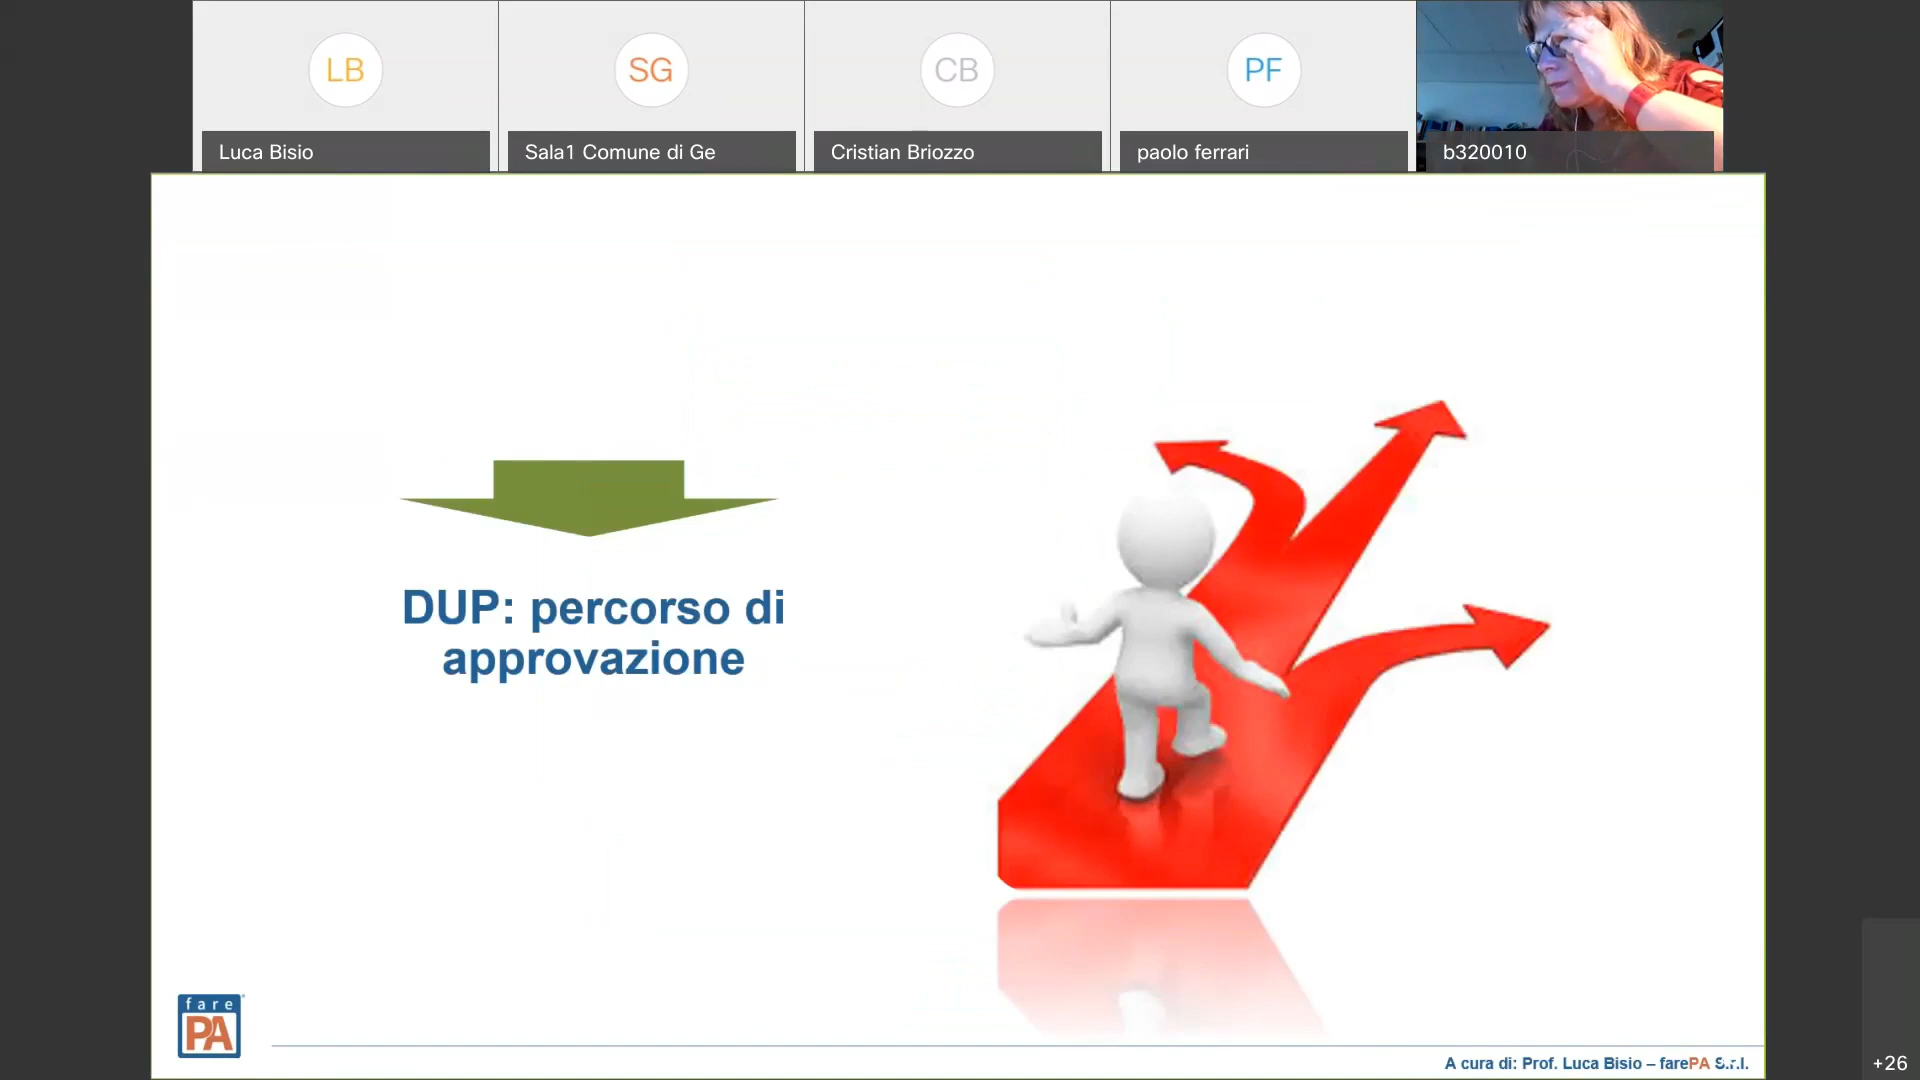 LB
SG
CB
PF
Luca Bisio
Sala1 Comune di Ge
Cristian Briozzo
paolo ferrari
b320010
DUP: percorso di
approvazione
fare
PA
A cura di: Prof. Luca Bisio – farePA S.r.l.
+26